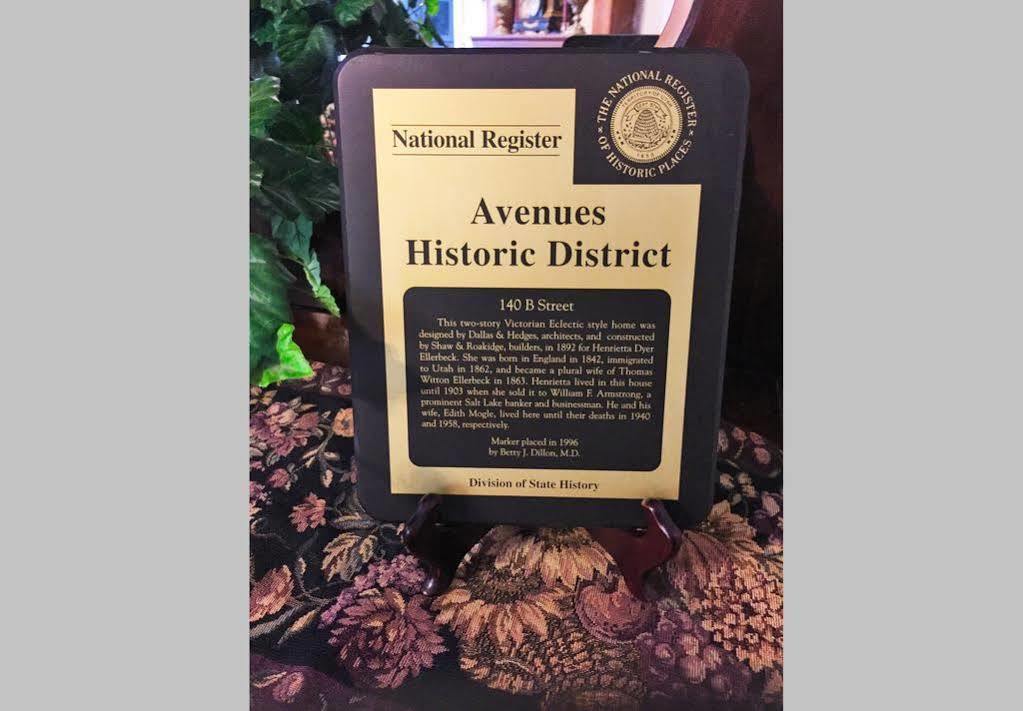 THE NATIONAL REGISTER
OF HISTORIC PLACES
TERRITORY OF UTAH
National Register
Avenues
Historic District
140 B Street
This two-story Victorian Eclectic style home was
designed by Dallas & Hedges, architects, and constructed
by Shaw & Roakidge, builders, in 1892 for Henrietta Dyer
Ellerbeck. She was born in England in 1842, immigrated
to Utah in 1862, and became a plural wife of Thomas
Witton Ellerbeck in 1863. Henrietta lived in this house
until 1903 when she sold it to William F. Armstrong, a
prominent Salt Lake banker and businessman. He and his
wife, Edith Mogle, lived here until their deaths in 1940
and 1958, respectively.
Marker placed in 1996
by Betty J. Dillon, M.D.
Division of State History